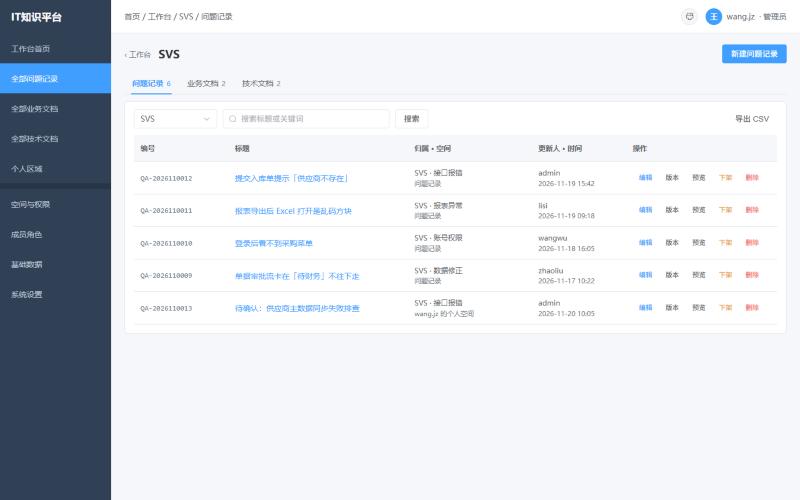 IT知识平台
首页 / 工作台 / SVS / 问题记录
王 wang.jz · 管理员
工作台首页
全部问题记录
全部业务文档
全部技术文档
个人区域
空间与权限
成员角色
基础数据
系统设置
‹ 工作台 SVS
新建问题记录
问题记录 6 业务文档 2 技术文档 2
SVS 搜索标题或关键词 搜索 导出 CSV
编号 标题 归属 • 空间 更新人 • 时间 操作
QA-2026110012 提交入库单提示「供应商不存在」 SVS · 接口报错 admin 编辑 版本 预览 下架 删除
问题记录 2026-11-19 15:42
QA-2026110011 报表导出后 Excel 打开是乱码方块 SVS · 报表异常 lisi 编辑 版本 预览 下架 删除
问题记录 2026-11-19 09:18
QA-2026110010 登录后看不到采购菜单 SVS · 账号权限 wangwu 编辑 版本 预览 下架 删除
问题记录 2026-11-18 16:05
QA-2026110009 单据审批流卡在「待财务」不往下走 SVS · 数据修正 zhaoliu 编辑 版本 预览 下架 删除
问题记录 2026-11-17 10:22
QA-2026110013 待确认：供应商主数据同步失败排查 SVS · 接口报错 admin 编辑 版本 预览 下架 删除
wang.jz 的个人空间 2026-11-20 10:05